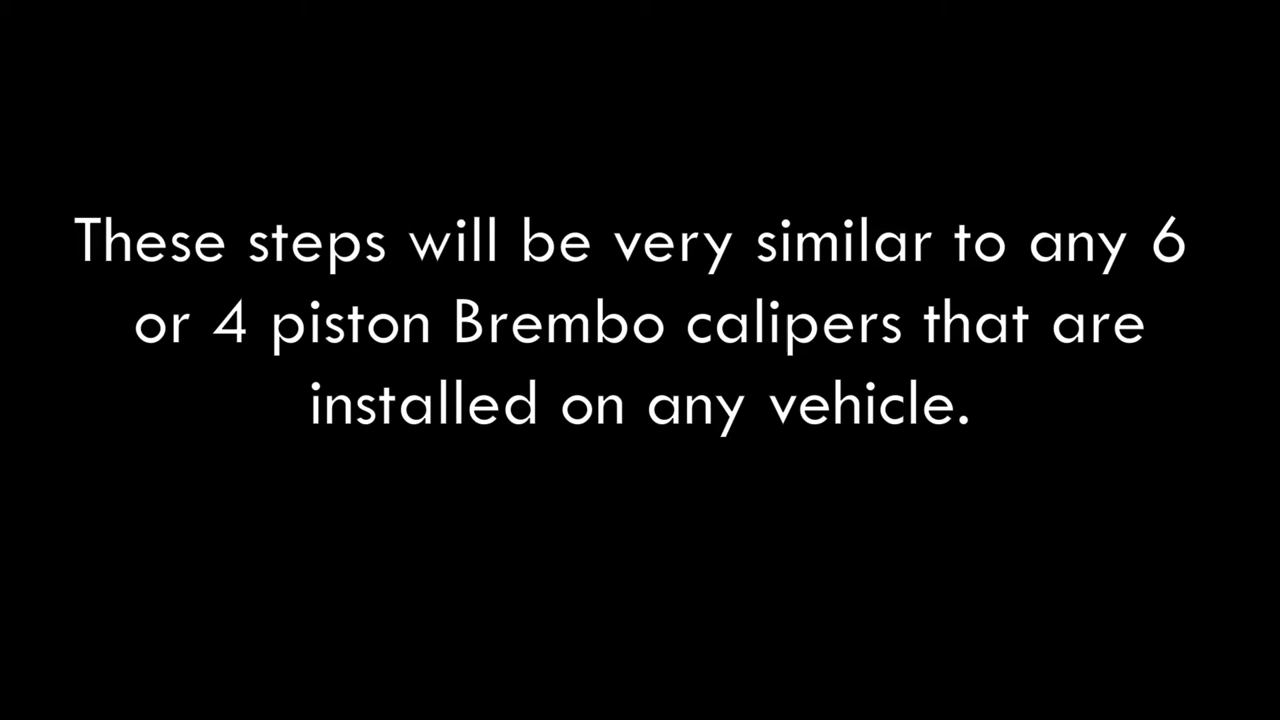 These steps will be very similar to any 6
or 4 piston Brembo calipers that are
installed on any vehicle.